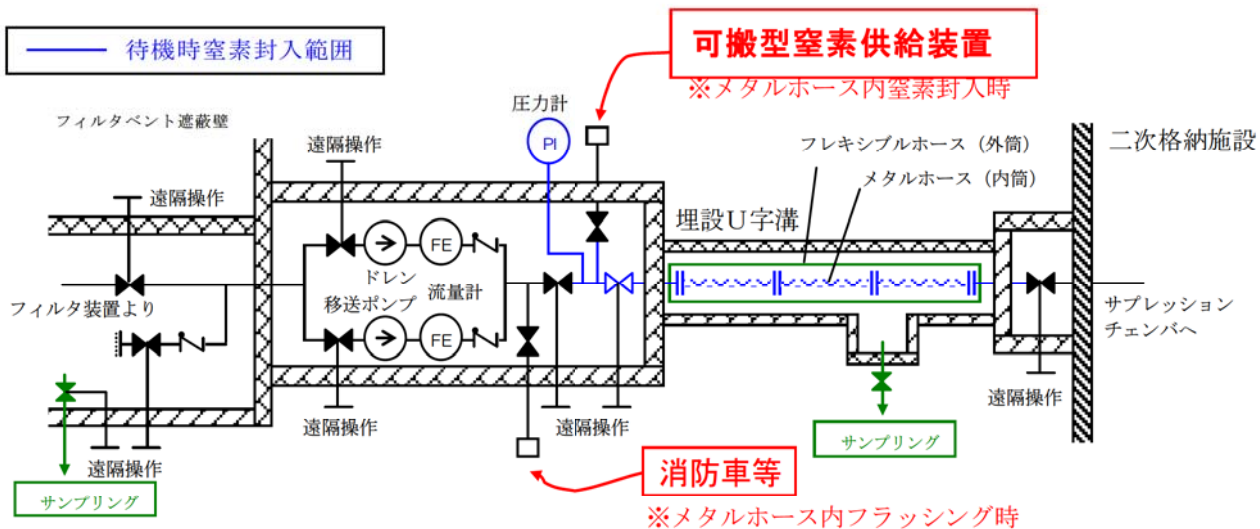 待機時窒素封入範囲
可搬型窒素供給装置
※メタルホース内窒素封入時
フィルタベント遮蔽壁
圧力計
PI
遠隔操作
遠隔操作
フレキシブルホース（外筒）
メタルホース（内筒）
二次格納施設
埋設U字溝
FE
ドレン
移送ポンプ
流量計
FE
フィルタ装置より
サプレッション
チェンバへ
遠隔操作
遠隔操作
遠隔操作
遠隔操作
サンプリング
サンプリング
消防車等
※メタルホース内フラッシング時